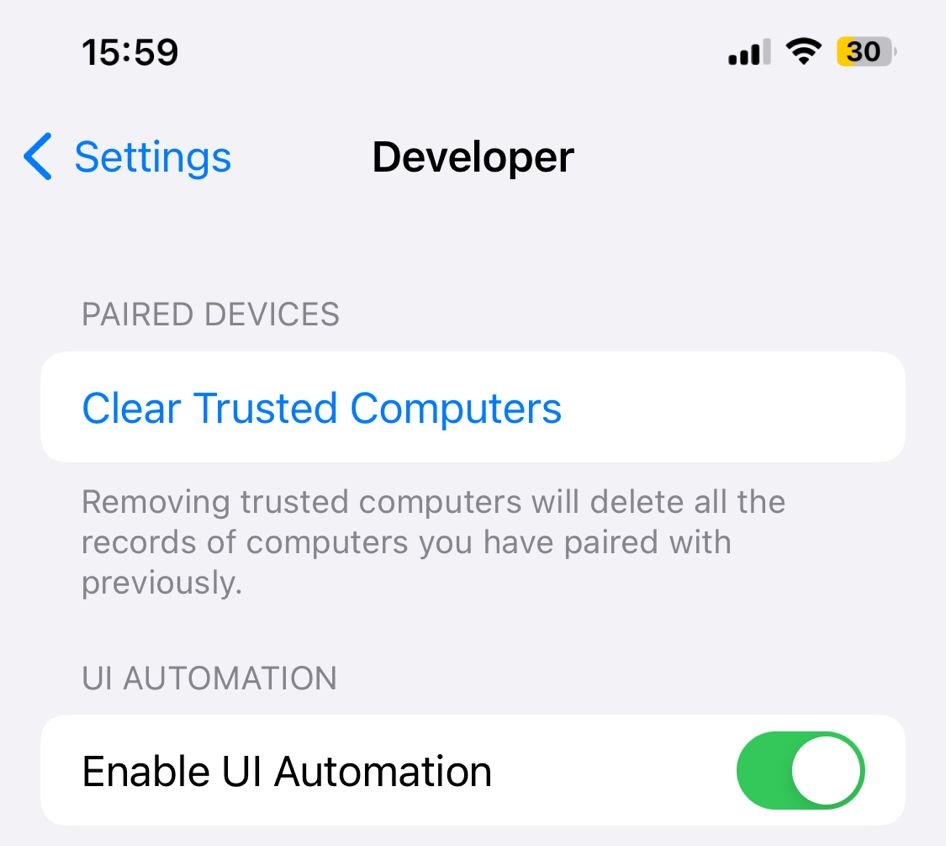 15:59
30
Settings
Developer
PAIRED DEVICES
Clear Trusted Computers
Removing trusted computers will delete all the
records of computers you have paired with
previously.
UI AUTOMATION
Enable UI Automation